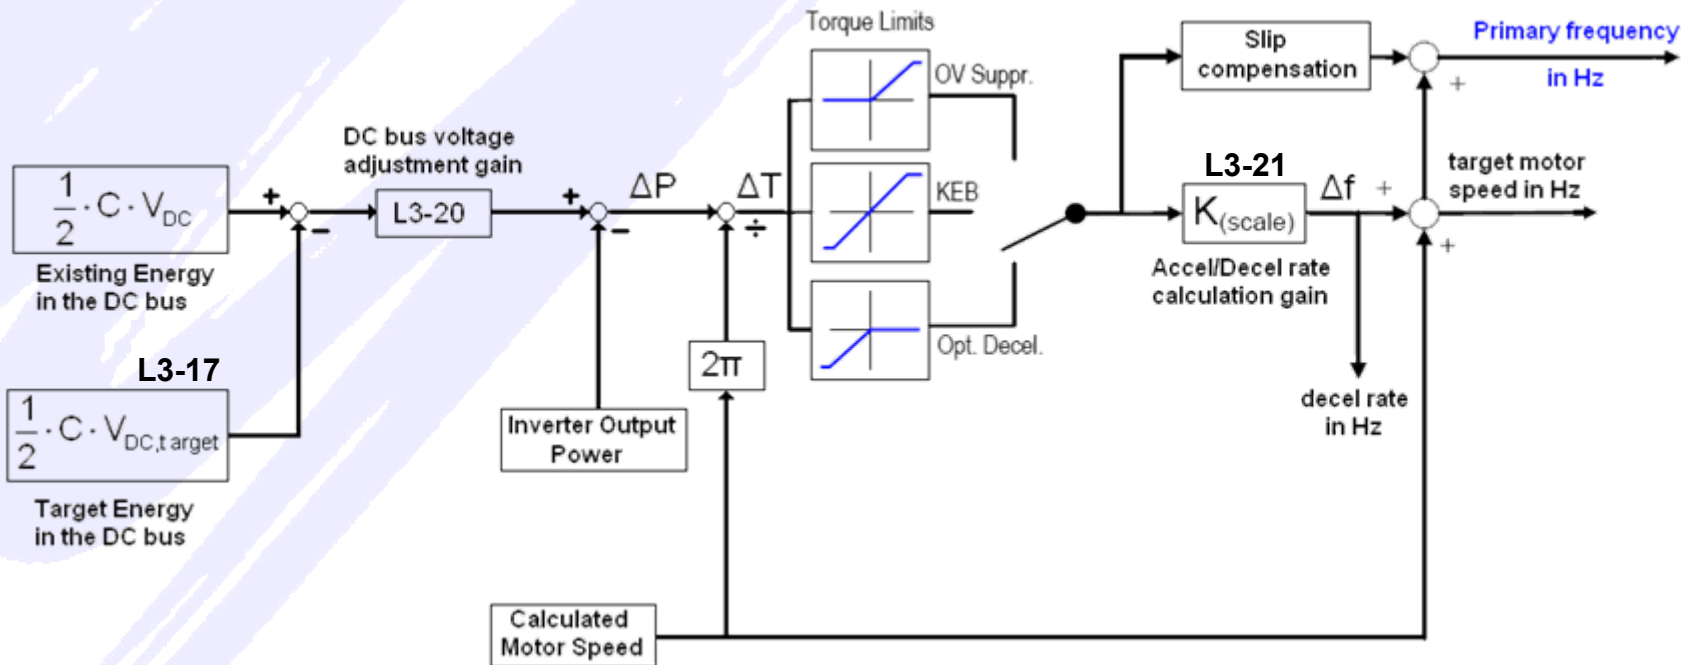 Torque Limits
OV Suppr.
Slip
compensation
Primary frequency
in Hz
+
DC bus voltage
adjustment gain
1/2 · C · V_DC
+
−
L3-20
+
−
ΔP
ΔT
÷
KEB
L3-21
K(scale)
Δf
+
+
target motor
speed in Hz
Existing Energy
in the DC bus
Accel/Decel rate
calculation gain
Opt. Decel.
2π
L3-17
1/2 · C · V_DC,target
decel rate
in Hz
Inverter Output
Power
Target Energy
in the DC bus
Calculated
Motor Speed